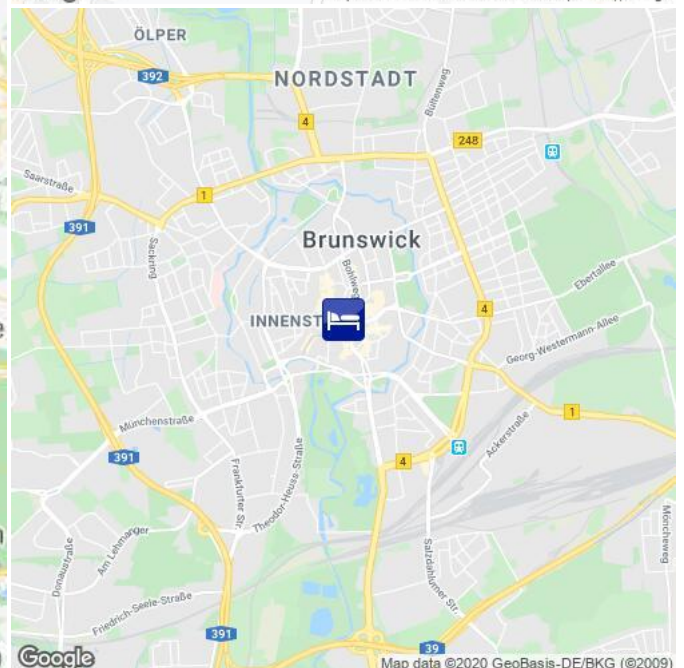 ÖLPER
392
NORDSTADT
4
Bültenweg
248
Saarstraße
1
391
Sackring
Brunswick
Bohlweg
Ebertallee
INNENST
4
Georg-Westermann-Allee
Münchenstraße
1
Ackerstraße
391
4
Frankfurter Str.
Theodor-Heuss-Straße
Am Lehmanger
Donaustraße
Salzdahlumer Str.
Möncheweg
Friedrich-Seele-Straße
391
39
Google
Map data ©2020 GeoBasis-DE/BKG (©2009)